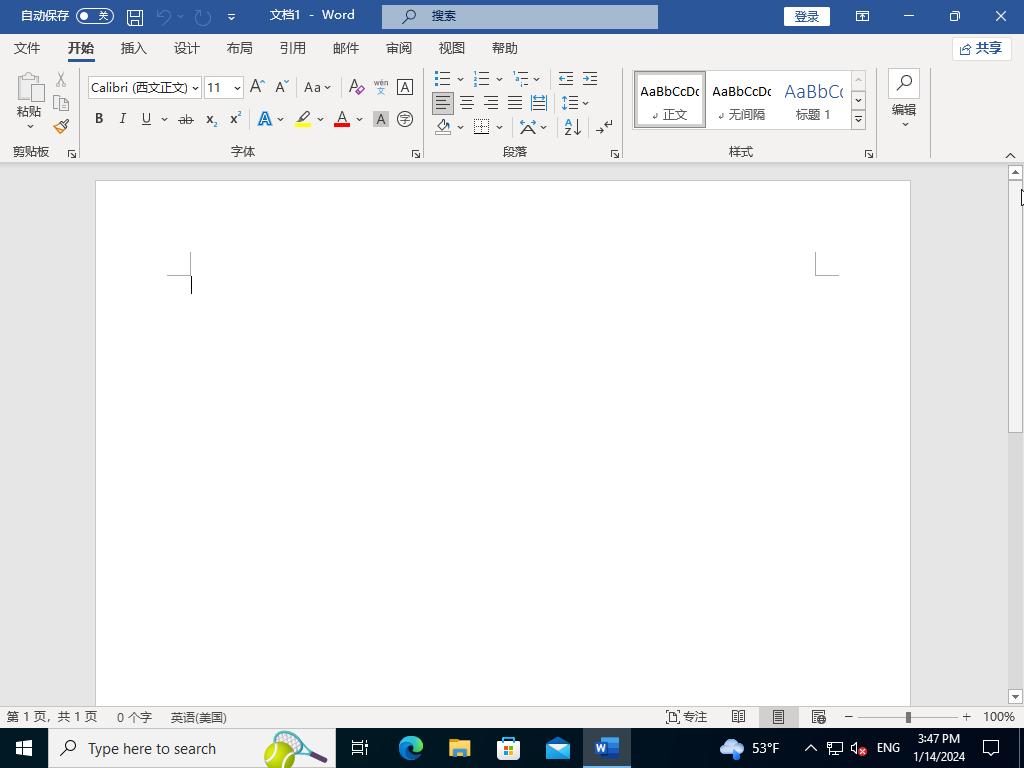 自动保存 关 文档1 - Word 搜索 登录
文件 开始 插入 设计 布局 引用 邮件 审阅 视图 帮助 共享
粘贴
剪贴板
Calibri (西文正文) 11 A A Aa A wén 文 A
B I U ab x₂ x² A A A 字
字体
A Z
段落
AaBbCcDc AaBbCcDc AaBbCc
正文 无间隔 标题 1
样式
编辑
第 1 页, 共 1 页 0 个字 英语(美国) 专注 100%
Type here to search 53°F ENG 3:47 PM
1/14/2024